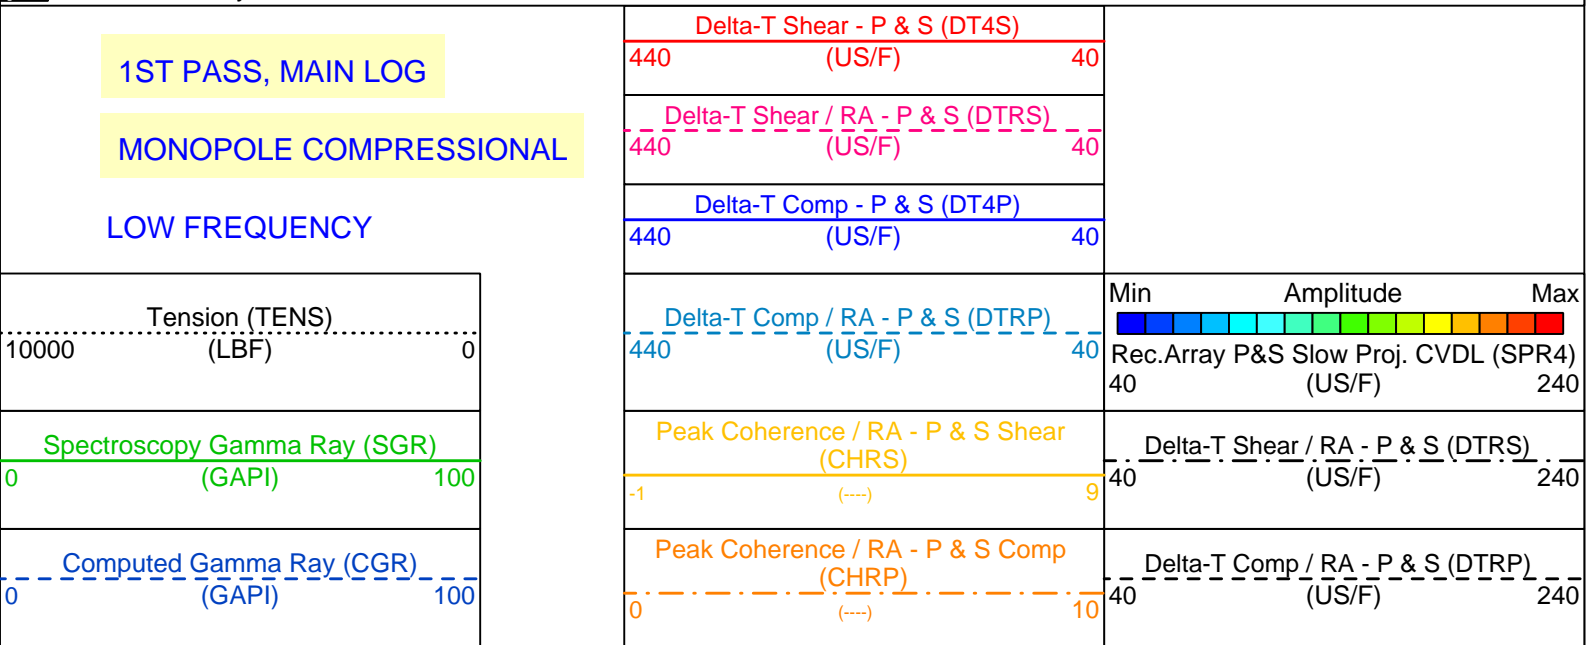 1ST PASS, MAIN LOG
MONOPOLE COMPRESSIONAL
LOW FREQUENCY
Delta-T Shear - P & S (DT4S)
440 (US/F) 40
Delta-T Shear / RA - P & S (DTRS)
440 (US/F) 40
Delta-T Comp - P & S (DT4P)
440 (US/F) 40
Tension (TENS)
10000 (LBF) 0
Delta-T Comp / RA - P & S (DTRP)
440 (US/F) 40
Min Amplitude Max
Rec.Array P&S Slow Proj. CVDL (SPR4)
40 (US/F) 240
Spectroscopy Gamma Ray (SGR)
0 (GAPI) 100
Peak Coherence / RA - P & S Shear
(CHRS)
-1 (----) 9
Delta-T Shear / RA - P & S (DTRS)
40 (US/F) 240
Computed Gamma Ray (CGR)
0 (GAPI) 100
Peak Coherence / RA - P & S Comp
(CHRP)
0 (----) 10
Delta-T Comp / RA - P & S (DTRP)
40 (US/F) 240